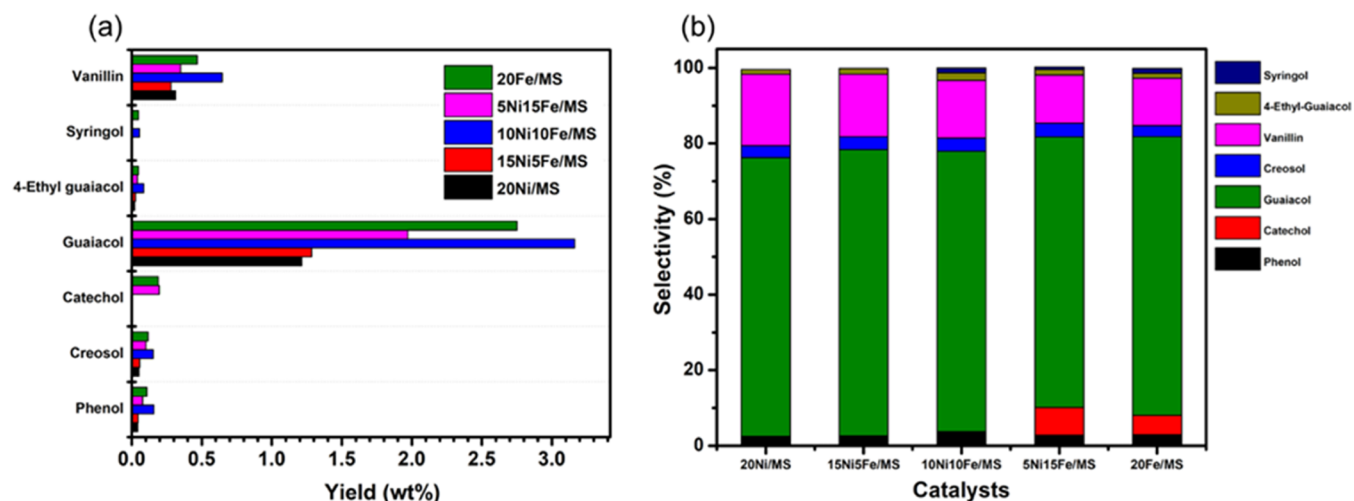 (a)
Vanillin
Syringol
4-Ethyl guaiacol
Guaiacol
Catechol
Creosol
Phenol
20Fe/MS
5Ni15Fe/MS
10Ni10Fe/MS
15Ni5Fe/MS
20Ni/MS
0.0 0.5 1.0 1.5 2.0 2.5 3.0
Yield (wt%)
(b)
100
80
60
40
20
0
Selectivity (%)
20Ni/MS 15Ni5Fe/MS 10Ni10Fe/MS 5Ni15Fe/MS 20Fe/MS
Catalysts
Syringol
4-Ethyl-Guaiacol
Vanillin
Creosol
Guaiacol
Catechol
Phenol